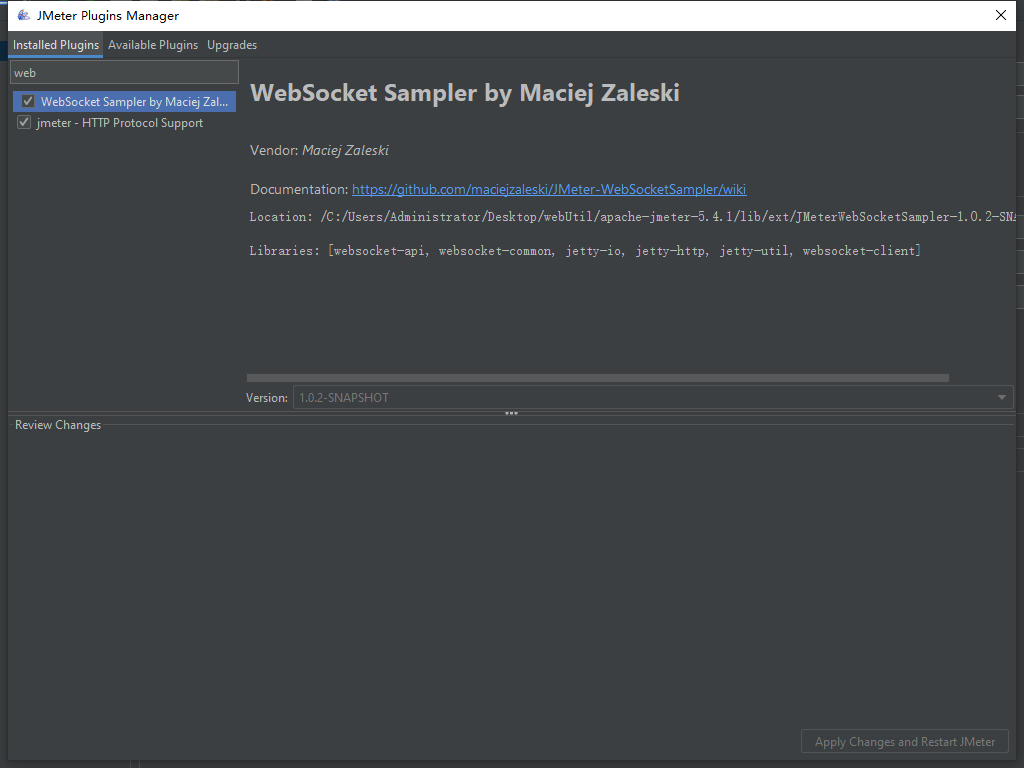 JMeter Plugins Manager
Installed Plugins Available Plugins Upgrades
web
WebSocket Sampler by Maciej Zal...
jmeter - HTTP Protocol Support
WebSocket Sampler by Maciej Zaleski
Vendor: Maciej Zaleski
Documentation: https://github.com/maciejzaleski/JMeter-WebSocketSampler/wiki
Location: /C:/Users/Administrator/Desktop/webUtil/apache-jmeter-5.4.1/lib/ext/JMeterWebSocketSampler-1.0.2-SNA
Libraries: [websocket-api, websocket-common, jetty-io, jetty-http, jetty-util, websocket-client]
Version: 1.0.2-SNAPSHOT
Review Changes
Apply Changes and Restart JMeter